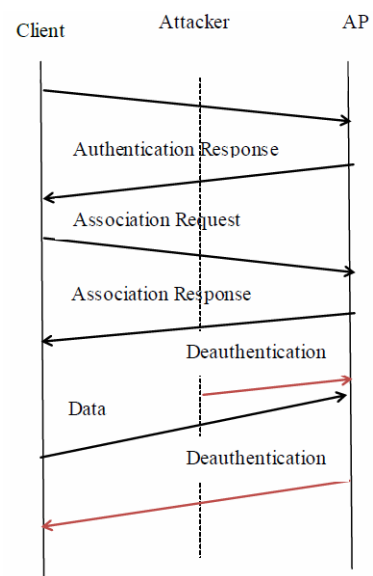 Client Attacker AP
Authentication Response
Association Request
Association Response
Deauthentication
Data
Deauthentication